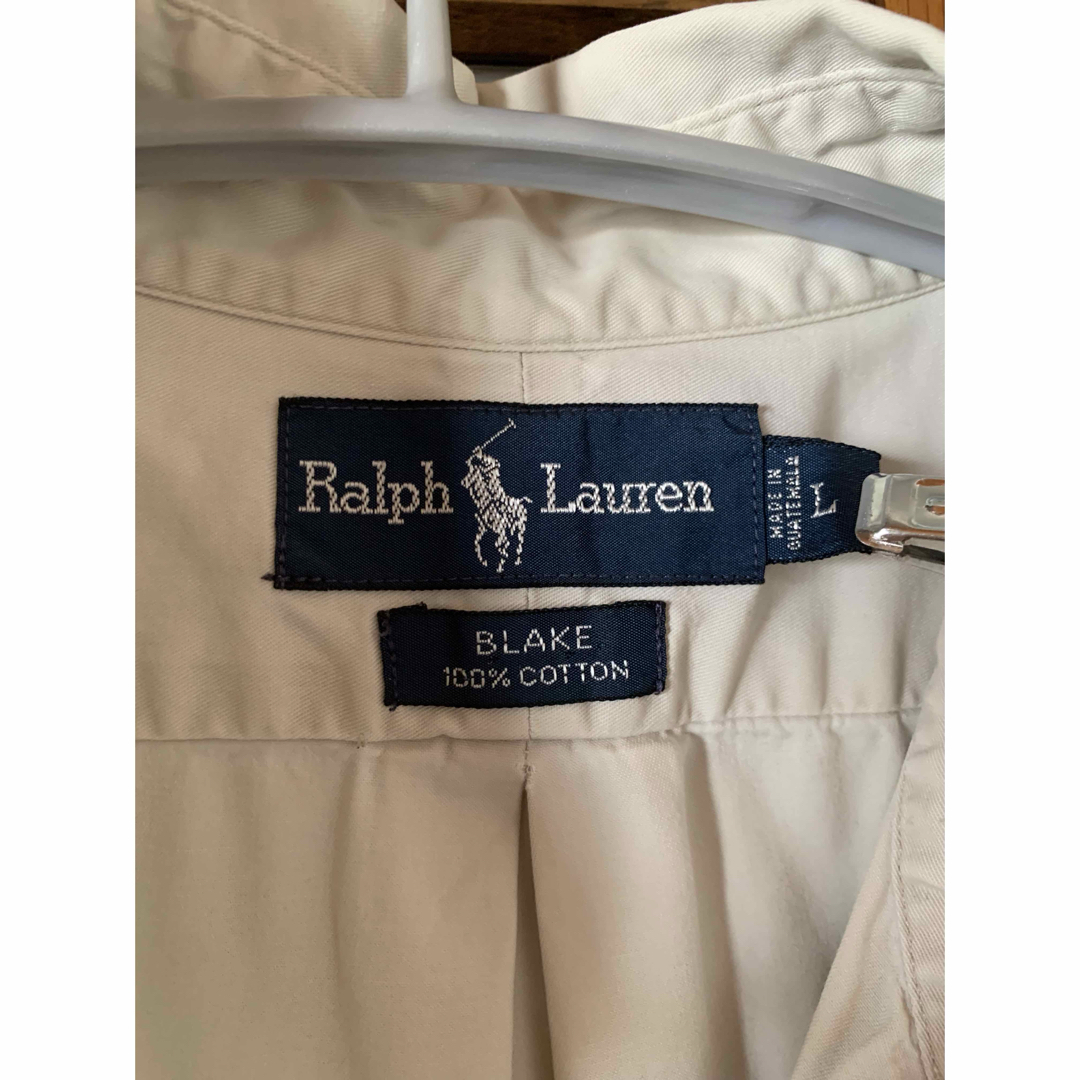 Ralph Lauren
MADE IN
GUATEMALA
L
BLAKE
100% COTTON